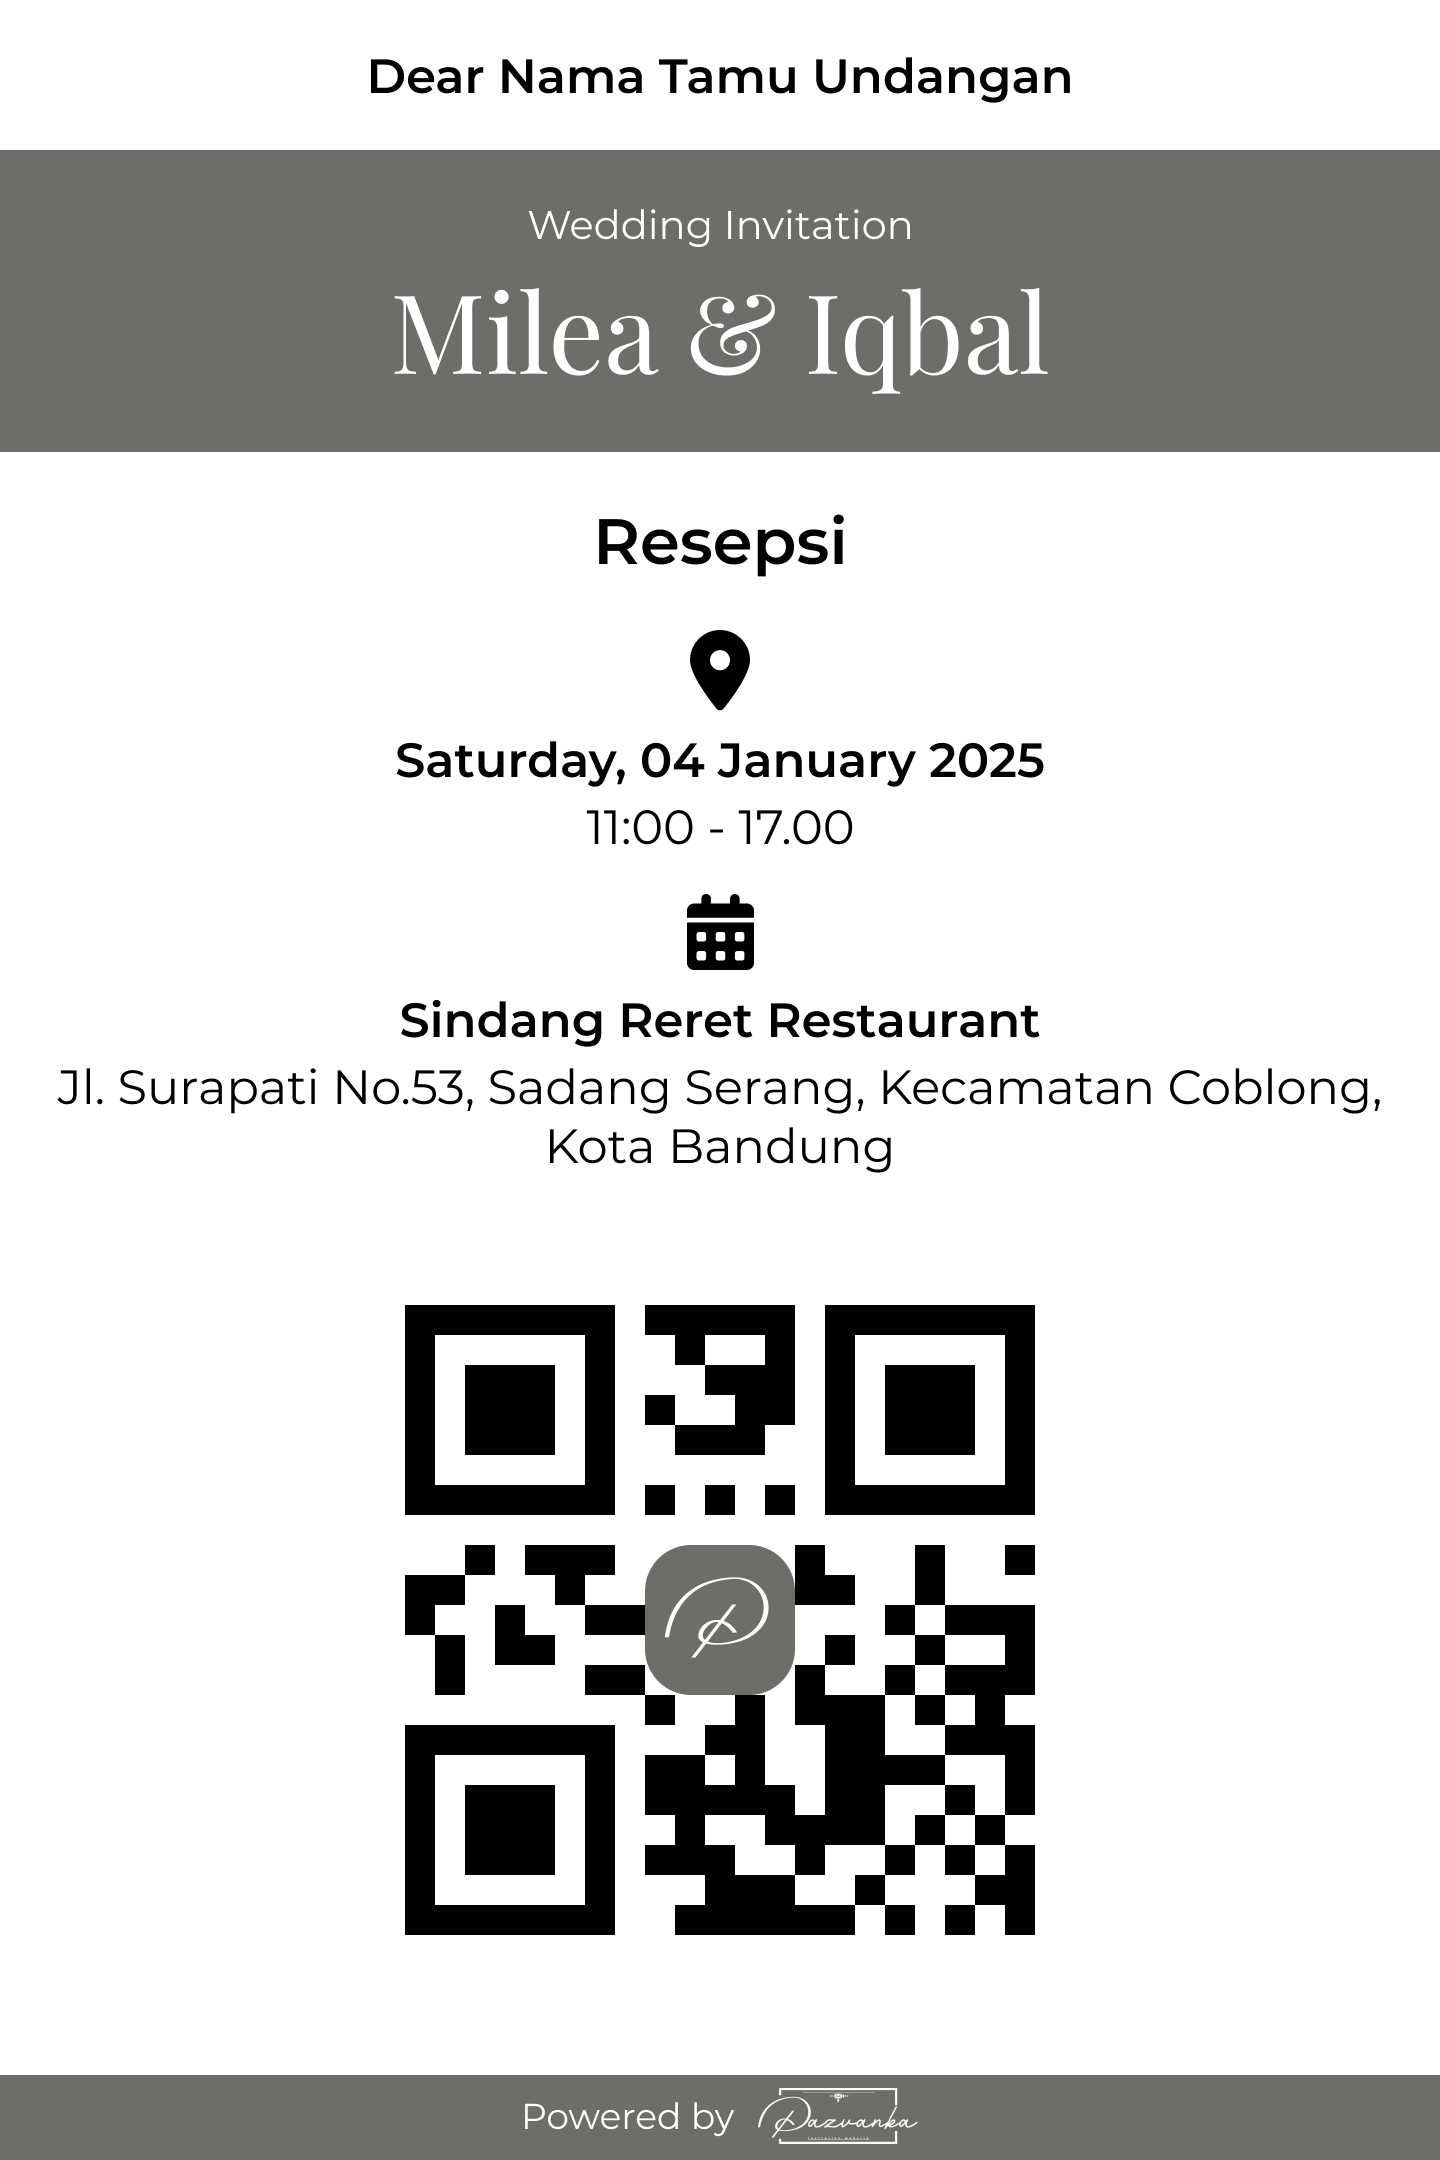 Dear Nama Tamu Undangan
Wedding Invitation
Milea & Iqbal
Resepsi
Saturday, 04 January 2025
11:00 - 17.00
Sindang Reret Restaurant
Jl. Surapati No.53, Sadang Serang, Kecamatan Coblong,
Kota Bandung
Powered by Dazvanka